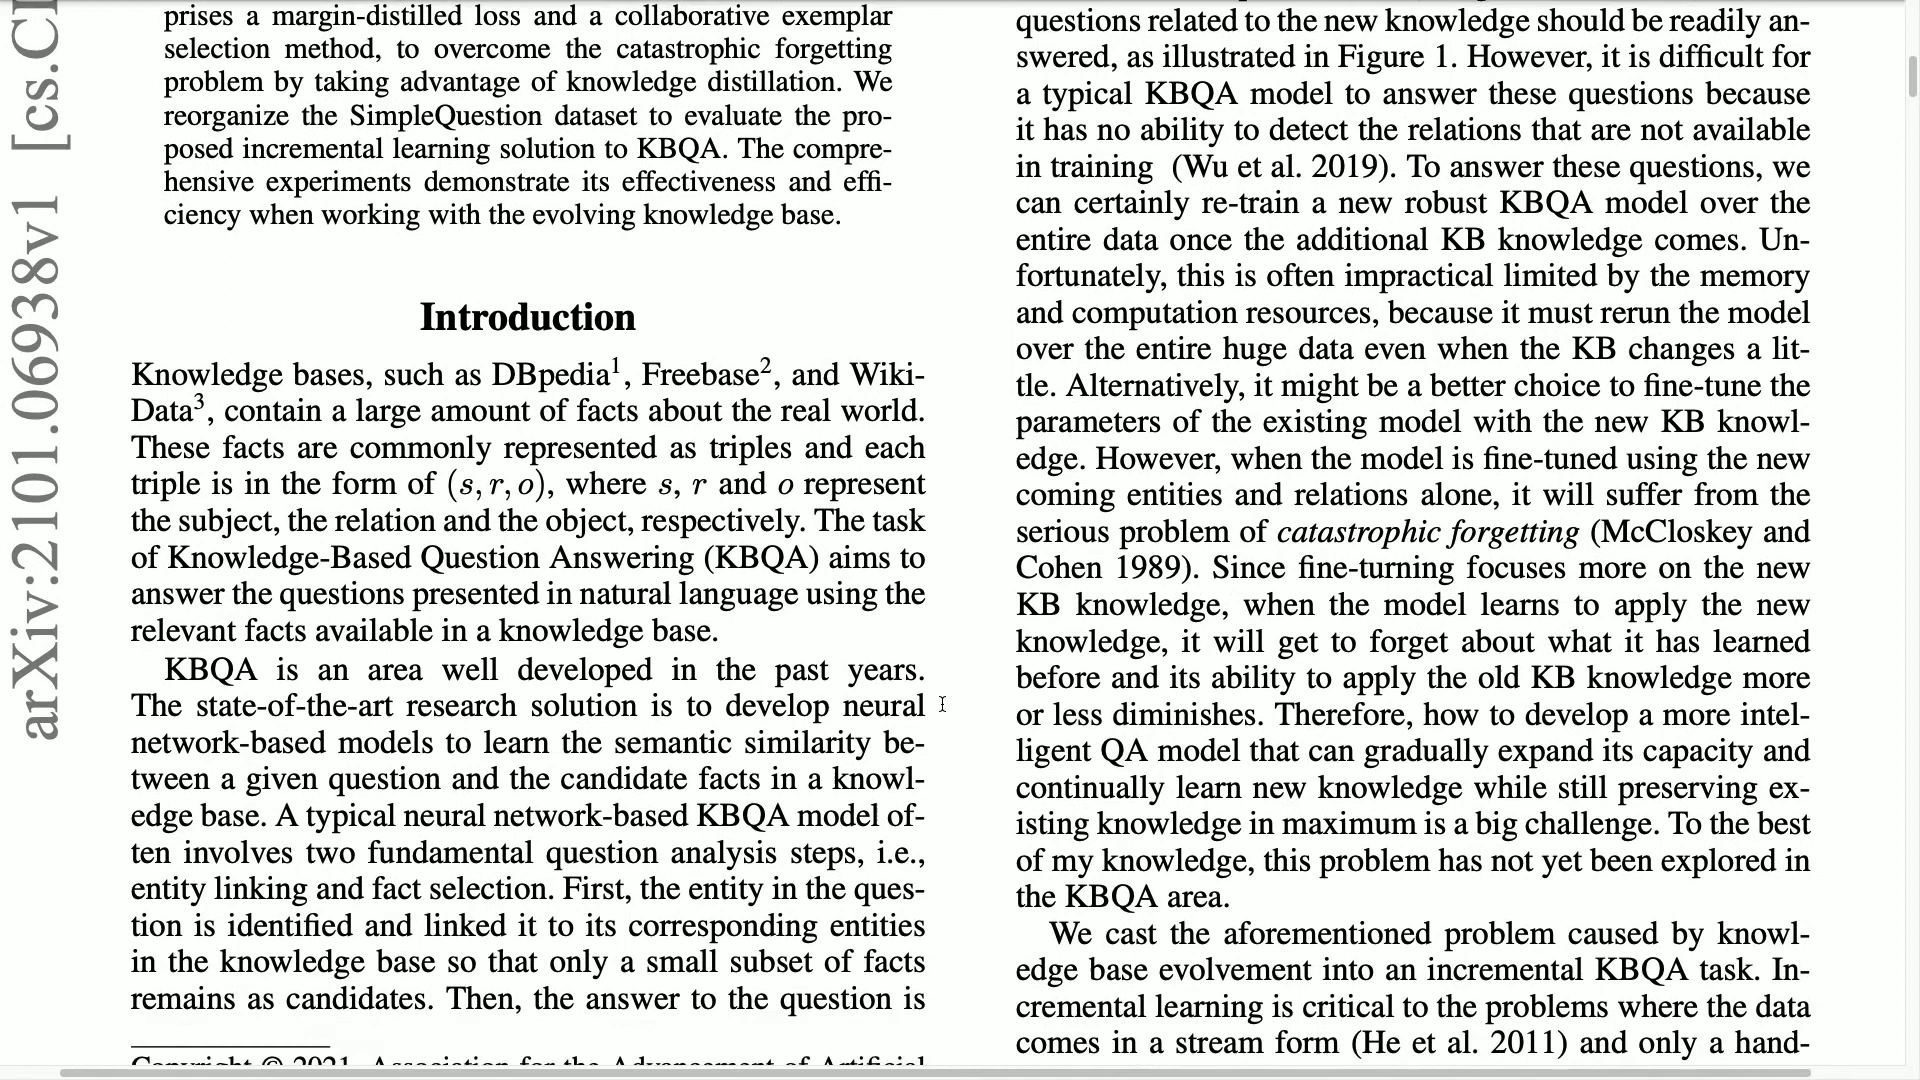 arXiv:2101.06938v1 [cs.CL
prises a margin-distilled loss and a collaborative exemplar
selection method, to overcome the catastrophic forgetting
problem by taking advantage of knowledge distillation. We
reorganize the SimpleQuestion dataset to evaluate the pro-
posed incremental learning solution to KBQA. The compre-
hensive experiments demonstrate its effectiveness and effi-
ciency when working with the evolving knowledge base.
Introduction
Knowledge bases, such as DBpedia¹, Freebase², and Wiki-
Data³, contain a large amount of facts about the real world.
These facts are commonly represented as triples and each
triple is in the form of (s, r, o), where s, r and o represent
the subject, the relation and the object, respectively. The task
of Knowledge-Based Question Answering (KBQA) aims to
answer the questions presented in natural language using the
relevant facts available in a knowledge base.
KBQA is an area well developed in the past years.
The state-of-the-art research solution is to develop neural
network-based models to learn the semantic similarity be-
tween a given question and the candidate facts in a knowl-
edge base. A typical neural network-based KBQA model of-
ten involves two fundamental question analysis steps, i.e.,
entity linking and fact selection. First, the entity in the ques-
tion is identified and linked it to its corresponding entities
in the knowledge base so that only a small subset of facts
remains as candidates. Then, the answer to the question is
Copyright © 2021, Association for the Advancement of Artificial
questions related to the new knowledge should be readily an-
swered, as illustrated in Figure 1. However, it is difficult for
a typical KBQA model to answer these questions because
it has no ability to detect the relations that are not available
in training (Wu et al. 2019). To answer these questions, we
can certainly re-train a new robust KBQA model over the
entire data once the additional KB knowledge comes. Un-
fortunately, this is often impractical limited by the memory
and computation resources, because it must rerun the model
over the entire huge data even when the KB changes a lit-
tle. Alternatively, it might be a better choice to fine-tune the
parameters of the existing model with the new KB knowl-
edge. However, when the model is fine-tuned using the new
coming entities and relations alone, it will suffer from the
serious problem of catastrophic forgetting (McCloskey and
Cohen 1989). Since fine-turning focuses more on the new
KB knowledge, when the model learns to apply the new
knowledge, it will get to forget about what it has learned
before and its ability to apply the old KB knowledge more
or less diminishes. Therefore, how to develop a more intel-
ligent QA model that can gradually expand its capacity and
continually learn new knowledge while still preserving ex-
isting knowledge in maximum is a big challenge. To the best
of my knowledge, this problem has not yet been explored in
the KBQA area.
We cast the aforementioned problem caused by knowl-
edge base evolvement into an incremental KBQA task. In-
cremental learning is critical to the problems where the data
comes in a stream form (He et al. 2011) and only a hand-